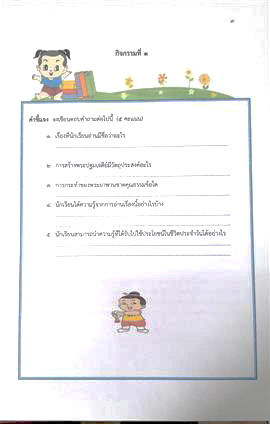 ๓
กิจกรรมที่ ๑
คำชี้แจง จงเขียนตอบคำถามต่อไปนี้ (๕ คะแนน)
๑. เรื่องที่นักเรียนอ่านมีชื่อว่าอะไร
๒. การสร้างพระปฐมเจดีย์มีวัตถุประสงค์อะไร
๓. การกระทำของพระยาพานขาดคุณธรรมข้อใด
๔. นักเรียนได้ความรู้จากการอ่านเรื่องนี้อย่างไรบ้าง
๕. นักเรียนสามารถนำความรู้ที่ได้รับไปใช้ประโยชน์ในชีวิตประจำวันได้อย่างไร